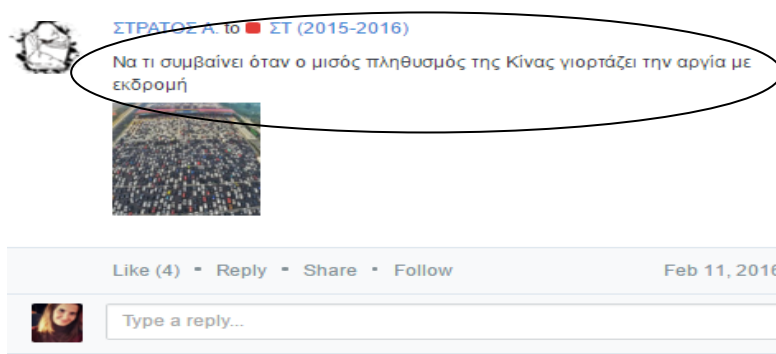 ΣΤΡΑΤΟΣ Α. to ΣΤ (2015-2016)
Να τι συμβαίνει όταν ο μισός πληθυσμός της Κίνας γιορτάζει την αργία με
εκδρομή
Like (4) · Reply · Share · Follow Feb 11, 2016
Type a reply...